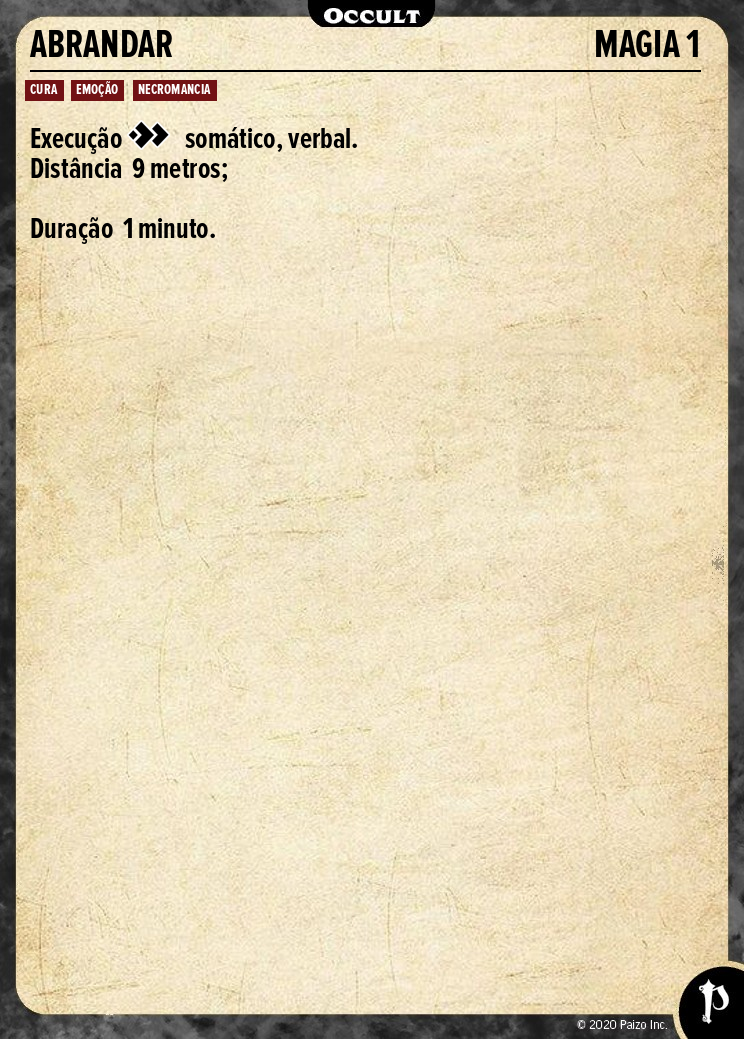 OCCULT
ABRANDAR MAGIA 1
CURA EMOÇÃO NECROMANCIA
Execução somático, verbal.
Distância 9 metros;
Duração 1 minuto.
© 2020 Paizo Inc.
P